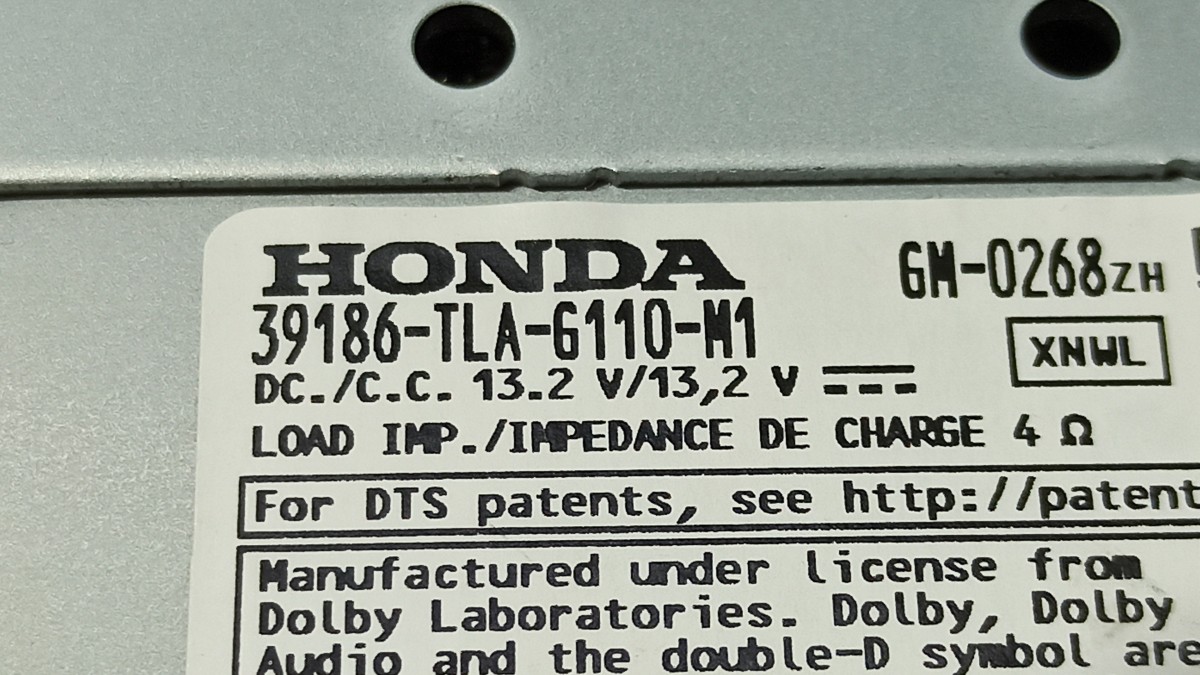 HONDA
GM-0268ZH
39186-TLA-G110-M1
XNWL
DC./C.C. 13.2 V/13,2 V
LOAD IMP./IMPEDANCE DE CHARGE 4 Ω
For DTS patents, see http://patent
Manufactured under license from
Dolby Laboratories. Dolby, Dolby
Audio and the double-D symbol are